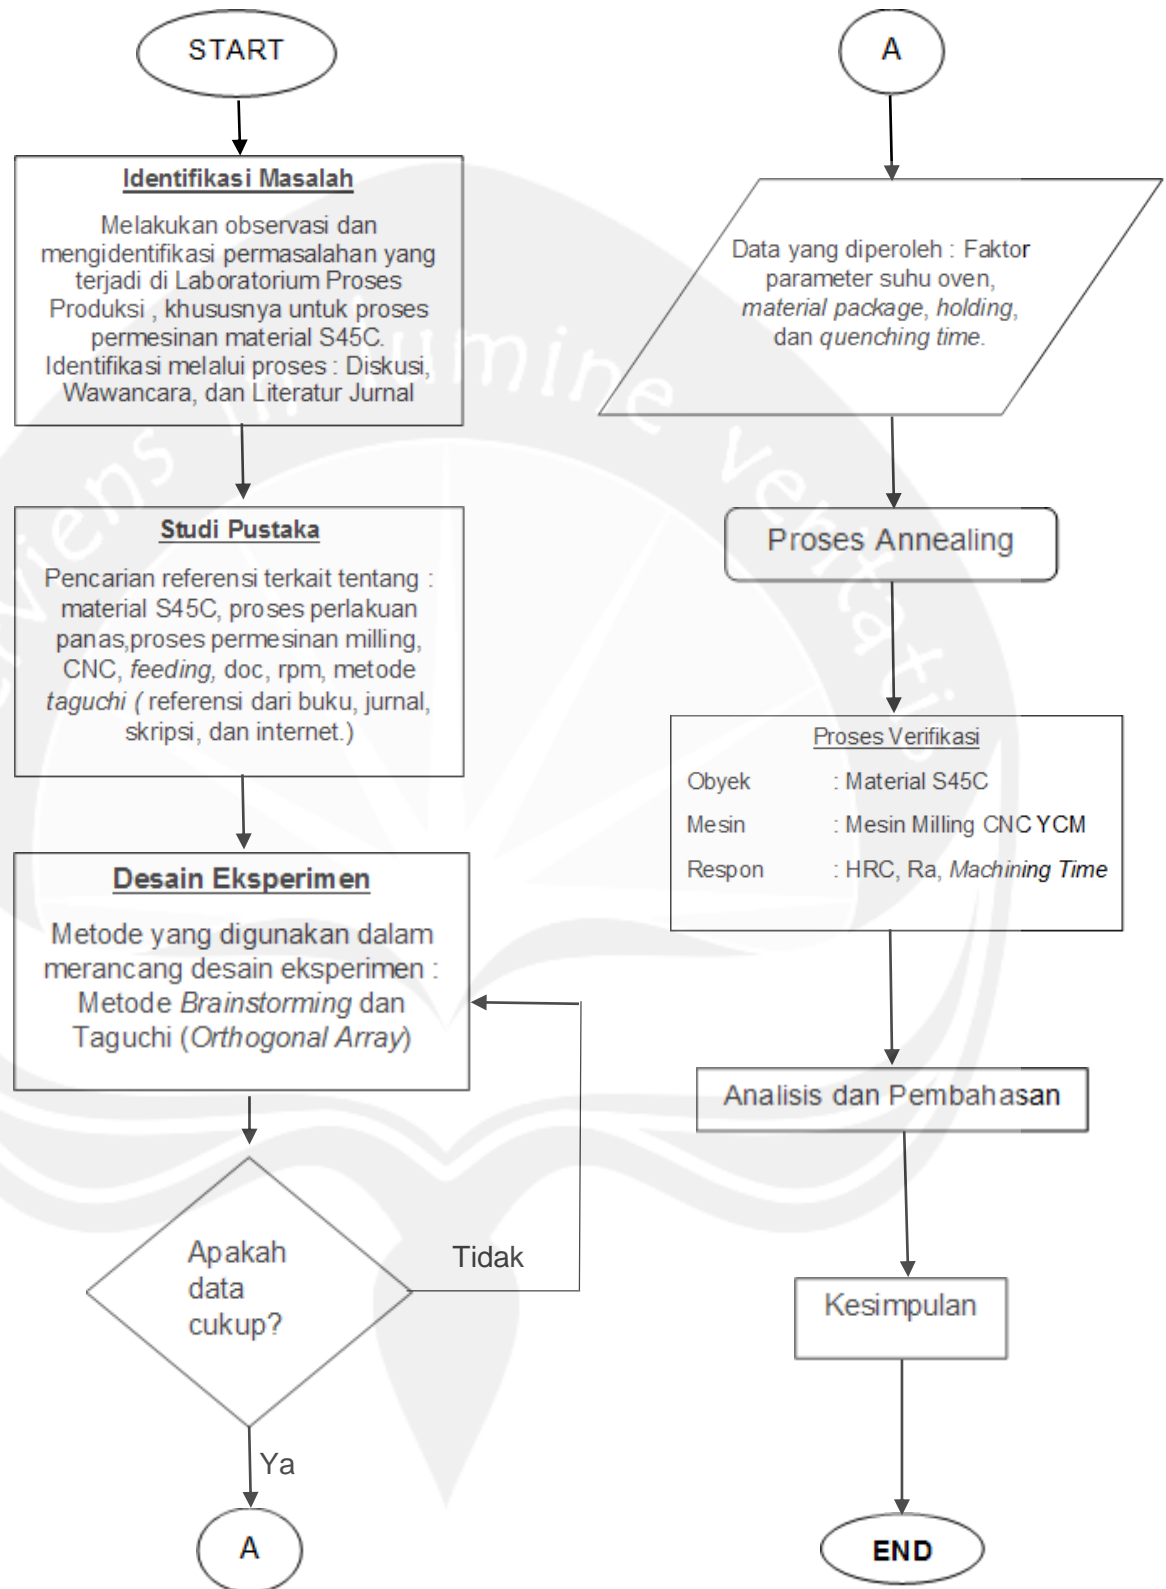 START
Identifikasi Masalah
Melakukan observasi dan
mengidentifikasi permasalahan yang
terjadi di Laboratorium Proses
Produksi , khususnya untuk proses
permesinan material S45C.
Identifikasi melalui proses : Diskusi,
Wawancara, dan Literatur Jurnal
Studi Pustaka
Pencarian referensi terkait tentang :
material S45C, proses perlakuan
panas,proses permesinan milling,
CNC, feeding, doc, rpm, metode
taguchi ( referensi dari buku, jurnal,
skripsi, dan internet.)
Desain Eksperimen
Metode yang digunakan dalam
merancang desain eksperimen :
Metode Brainstorming dan
Taguchi (Orthogonal Array)
Apakah
data
cukup?
Tidak
Ya
A
A
Data yang diperoleh : Faktor
parameter suhu oven,
material package, holding,
dan quenching time.
Proses Annealing
Proses Verifikasi
Obyek : Material S45C
Mesin : Mesin Milling CNC YCM
Respon : HRC, Ra, Machining Time
Analisis dan Pembahasan
Kesimpulan
END
serviens in lumine veritatis